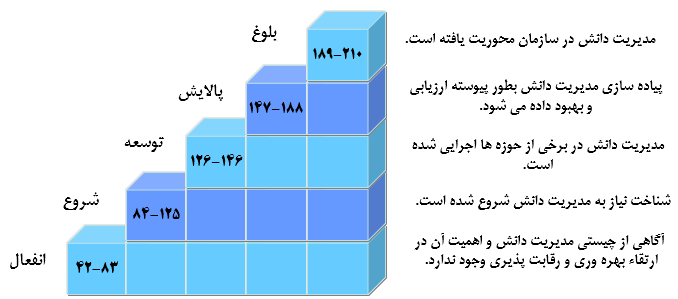 بلوغ
۱۸۹-۲۱۰
مدیریت دانش در سازمان محوریت یافته است.
پالایش
۱۴۷-۱۸۸
پیاده سازی مدیریت دانش بطور پیوسته ارزیابی
و بهبود داده می شود.
توسعه
۱۲۶-۱۴۶
مدیریت دانش در برخی از حوزه ها اجرایی شده
است.
شروع
۸۴-۱۲۵
شناخت نیاز به مدیریت دانش شروع شده است.
انفعال
۴۲-۸۳
آگاهی از چیستی مدیریت دانش و اهمیت آن در
ارتقاء بهره وری و رقابت پذیری وجود ندارد.